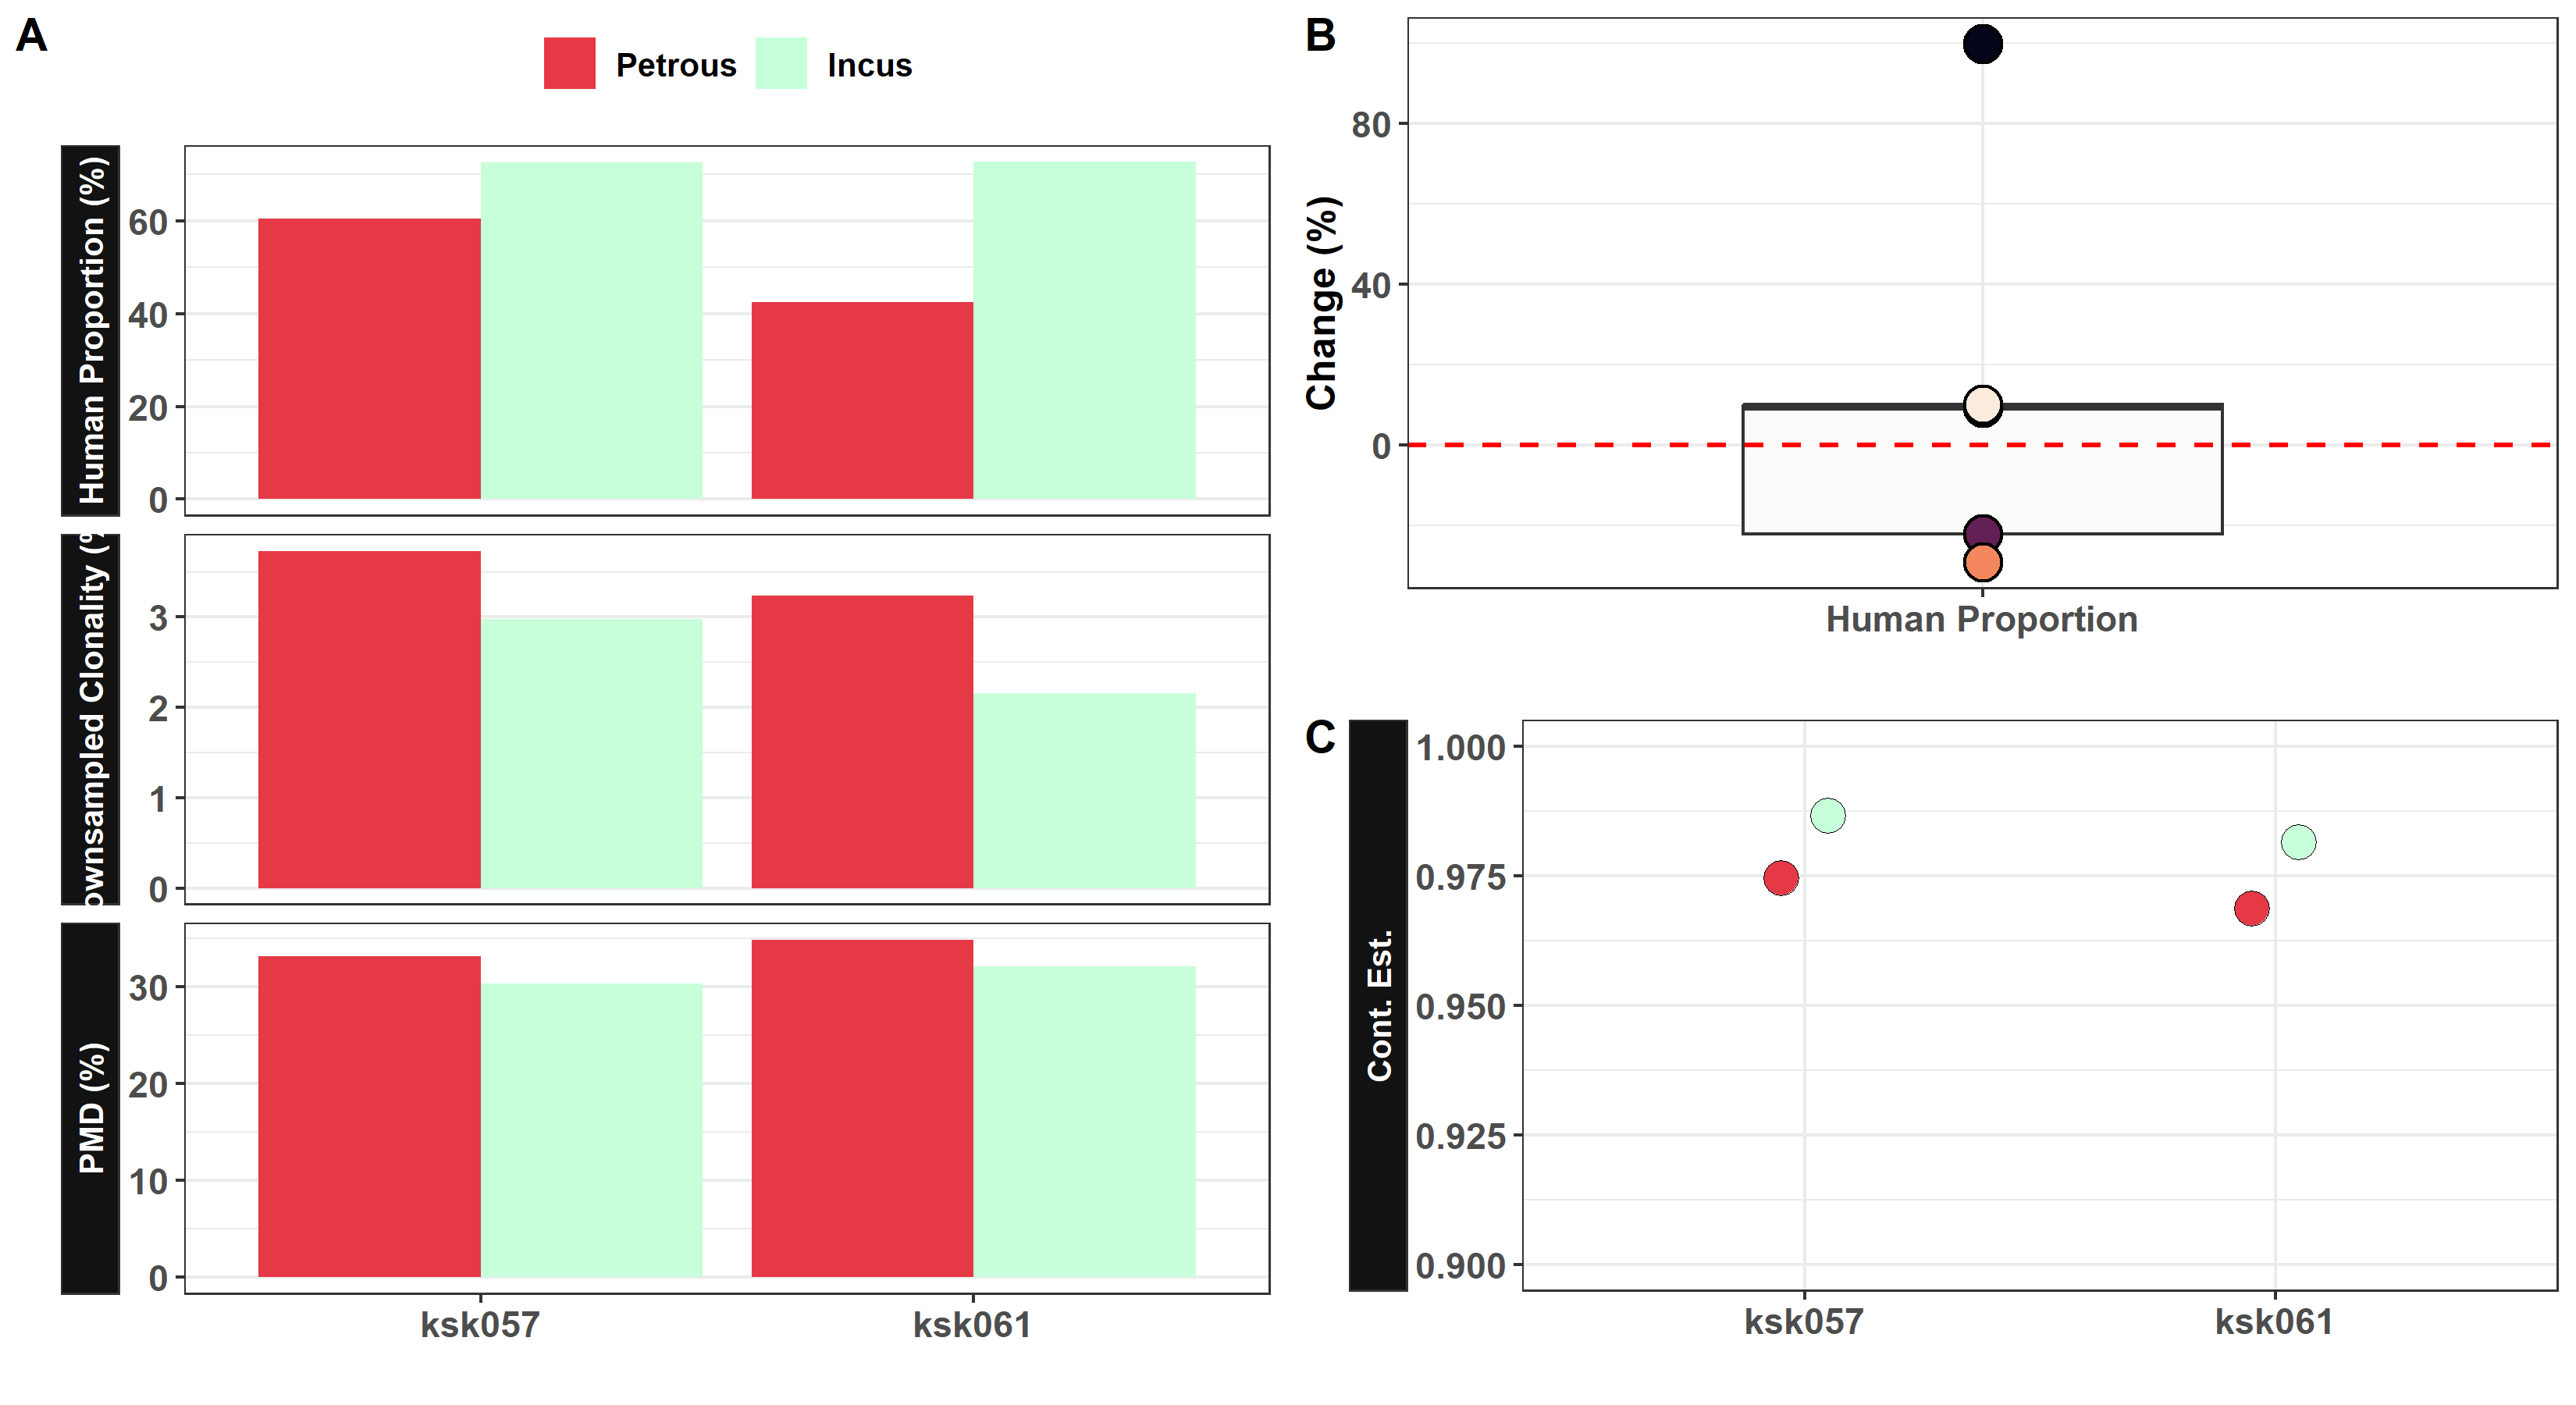 A
Petrous
Incus
Human Proportion (%)
60
40
20
0
ownsampled Clonality (%
3
2
1
0
PMD (%)
30
20
10
0
ksk057
ksk061
B
Change (%)
80
40
0
Human Proportion
C
Cont. Est.
1.000
0.975
0.950
0.925
0.900
ksk057
ksk061